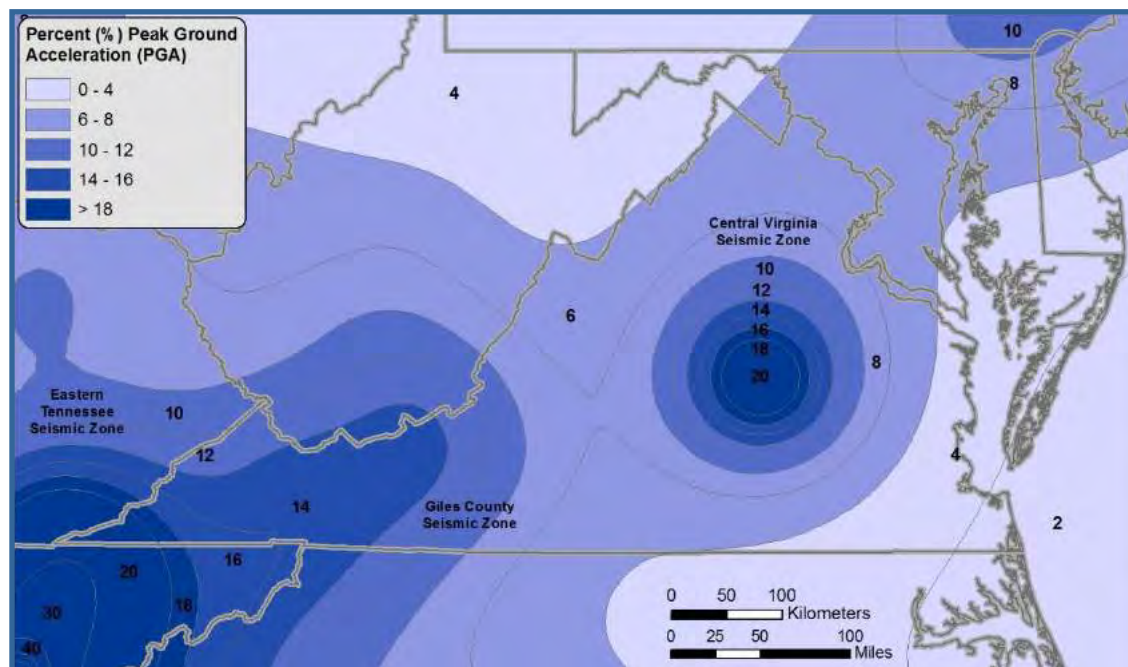 Percent (%) Peak Ground
Acceleration (PGA)
0 - 4
6 - 8
10 - 12
14 - 16
> 18
10
8
4
Central Virginia
Seismic Zone
10
12
14
16
18
20
6
8
Eastern
Tennessee
Seismic Zone
10
12
14
Giles County
Seismic Zone
4
2
16
20
18
30
40
0 50 100
Kilometers
0 25 50 100
Miles